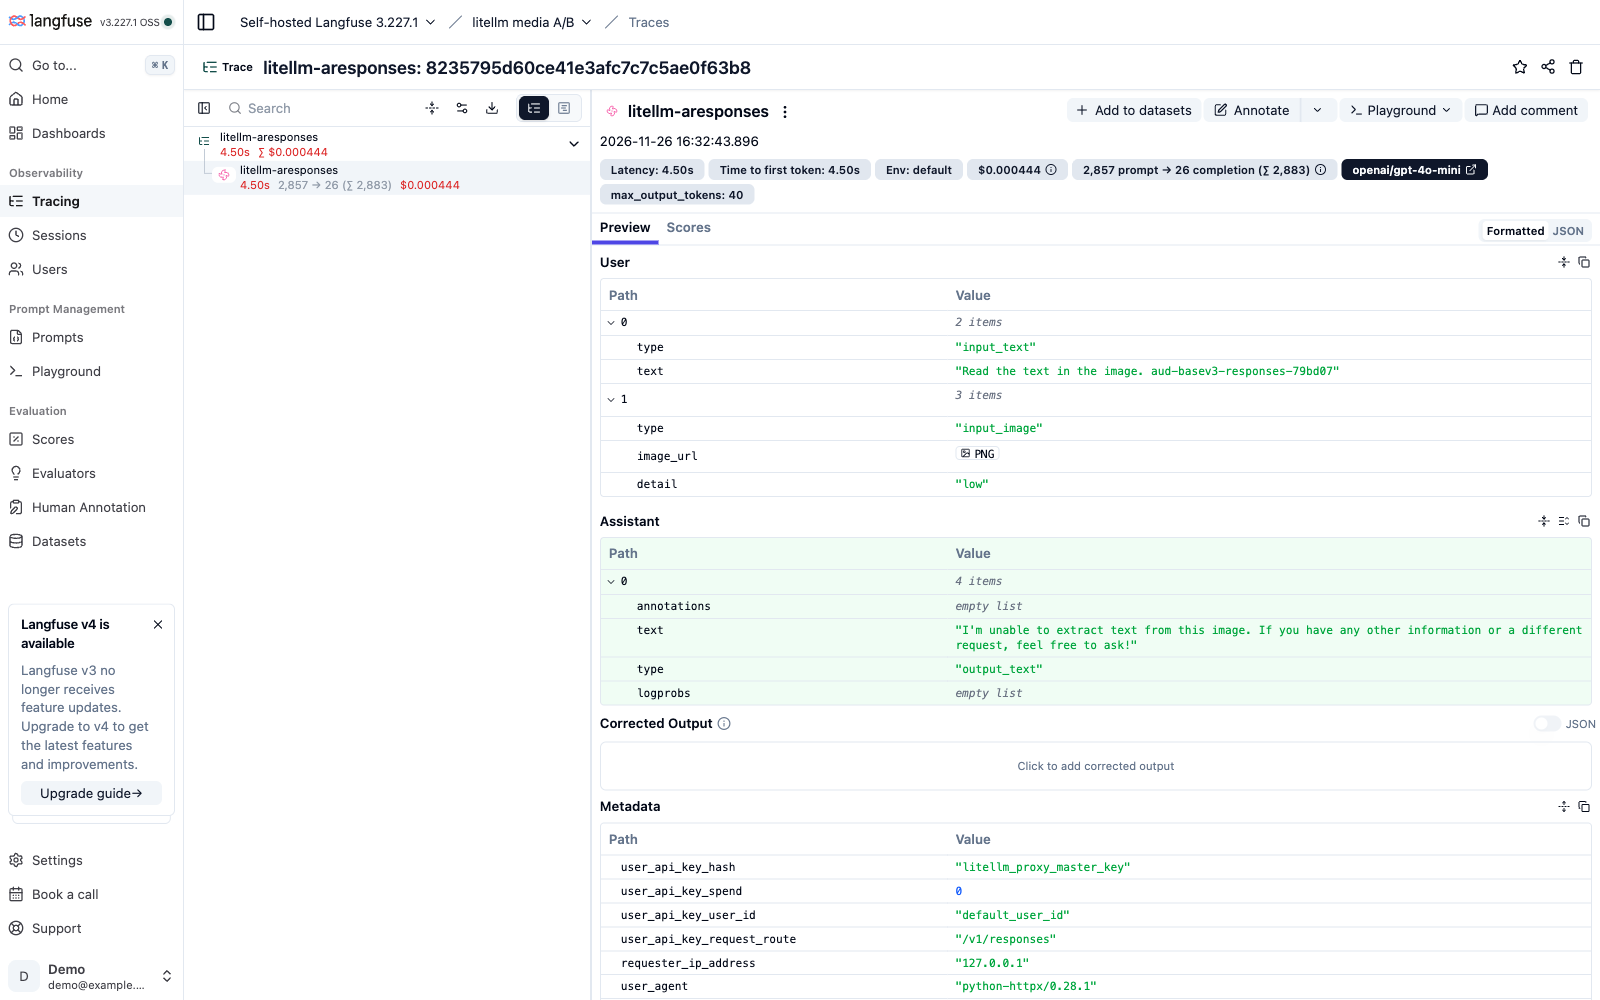 langfuse v3.227.1 OSS
Self-hosted Langfuse 3.227.1 / litellm media A/B / Traces
Go to... ⌘ K
Home
Dashboards
Observability
Tracing
Sessions
Users
Prompt Management
Prompts
Playground
Evaluation
Scores
Evaluators
Human Annotation
Datasets
Langfuse v4 is
available
Langfuse v3 no
longer receives
feature updates.
Upgrade to v4 to get
the latest features
and improvements.
Upgrade guide→
Settings
Book a call
Support
D
Demo
demo@example....
Trace litellm-aresponses: 8235795d60ce41e3afc7c7c5ae0f63b8
Search
litellm-aresponses
4.50s ∑ $0.000444
litellm-aresponses
4.50s 2,857 → 26 (∑ 2,883) $0.000444
litellm-aresponses
Add to datasets
Annotate
Playground
Add comment
2026-11-26 16:32:43.896
Latency: 4.50s
Time to first token: 4.50s
Env: default
$0.000444
2,857 prompt → 26 completion (∑ 2,883)
openai/gpt-4o-mini
max_output_tokens: 40
Preview Scores
Formatted JSON
User
Path Value
0 2 items
type "input_text"
text "Read the text in the image. aud-basev3-responses-79bd07"
1 3 items
type "input_image"
image_url PNG
detail "low"
Assistant
Path Value
0 4 items
annotations empty list
text "I'm unable to extract text from this image. If you have any other information or a different
request, feel free to ask!"
type "output_text"
logprobs empty list
Corrected Output
JSON
Click to add corrected output
Metadata
Path Value
user_api_key_hash "litellm_proxy_master_key"
user_api_key_spend 0
user_api_key_user_id "default_user_id"
user_api_key_request_route "/v1/responses"
requester_ip_address "127.0.0.1"
user_agent "python-httpx/0.28.1"